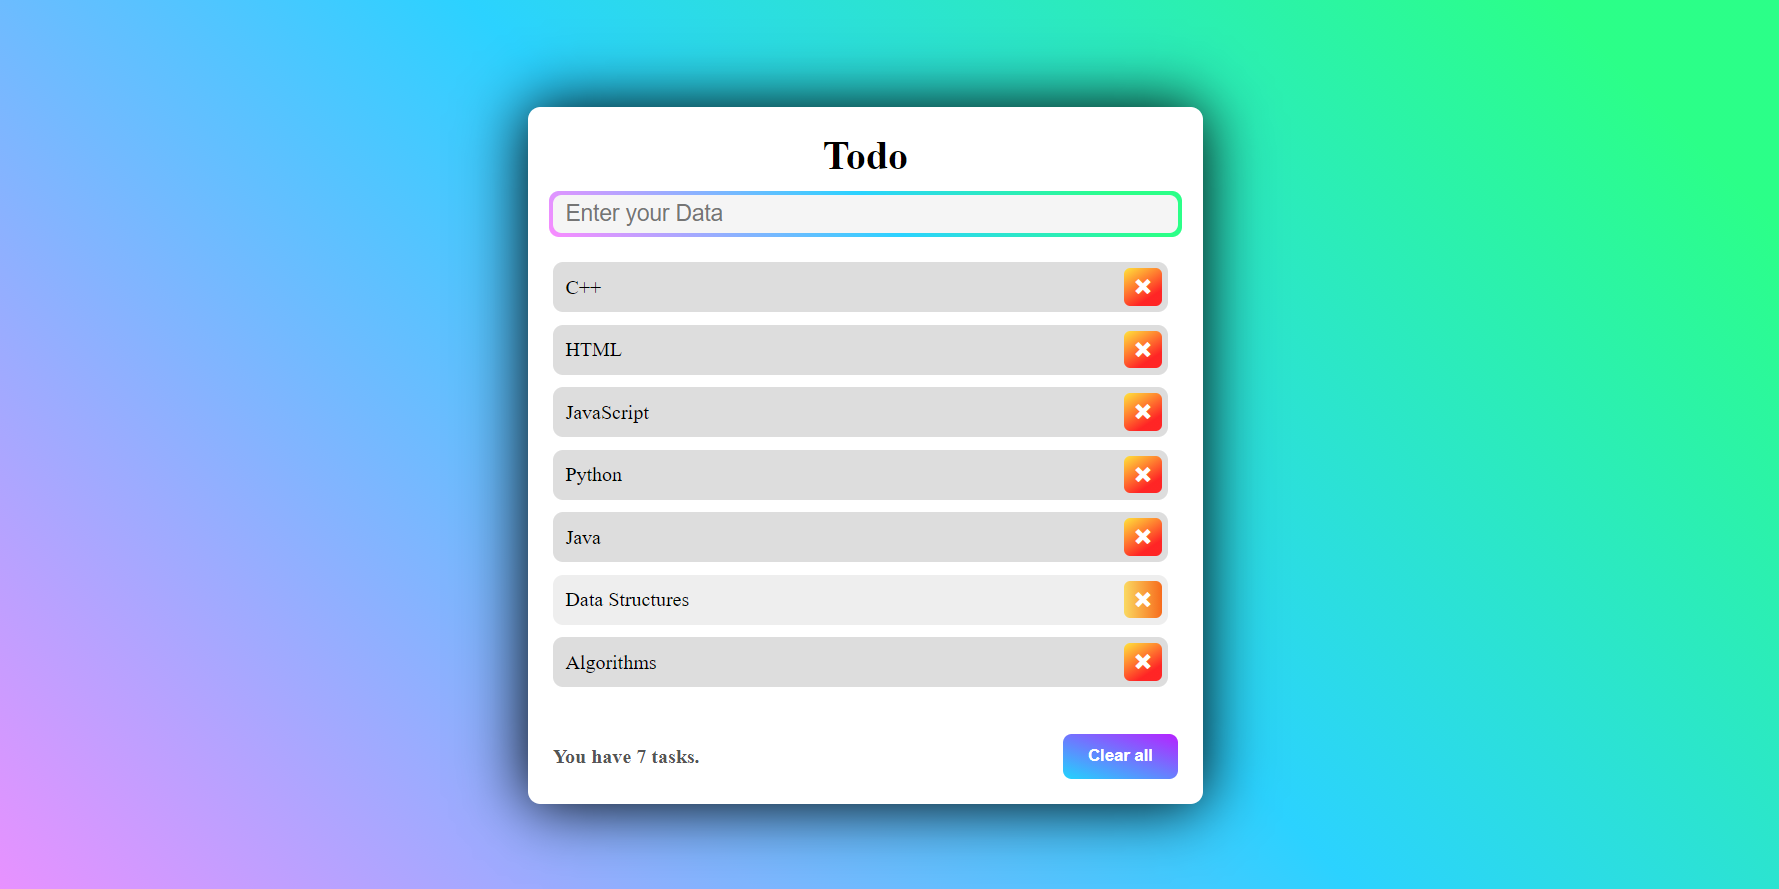 Todo
Enter your Data
C++
HTML
JavaScript
Python
Java
Data Structures
Algorithms
You have 7 tasks.
Clear all